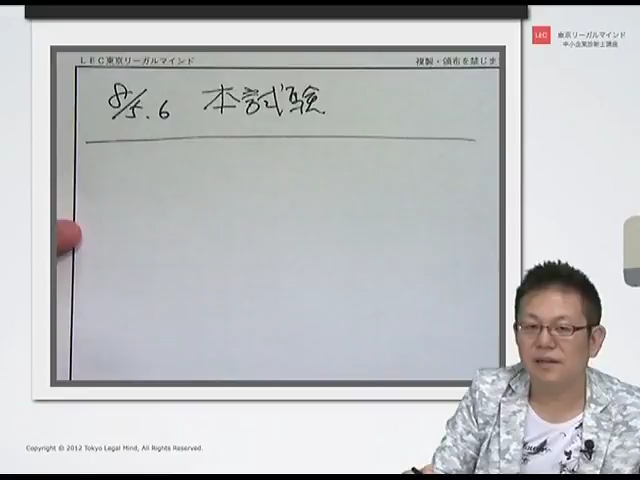 LEC東京リーガルマインド 複製・頒布を禁じま
8/5.6 本試験
LEC 東京リーガルマインド
中小企業診断士講座
Copyright © 2012 Tokyo Legal Mind, All Rights Reserved.